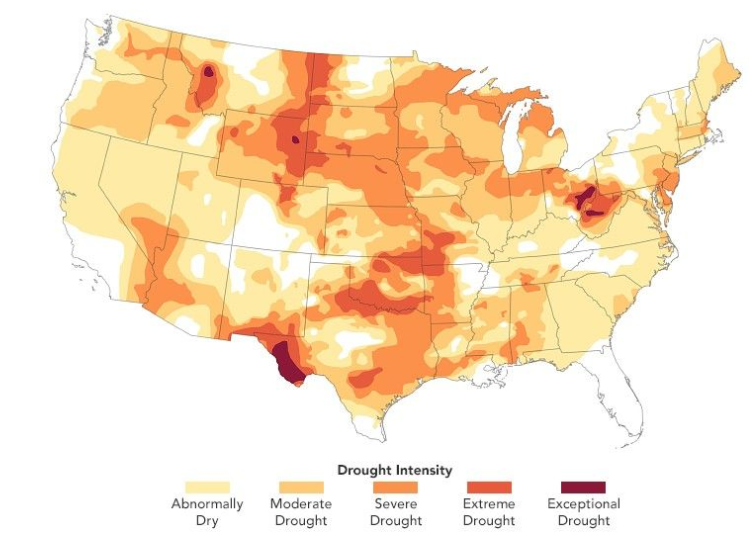 Drought Intensity
Abnormally Moderate Severe Extreme Exceptional
Dry Drought Drought Drought Drought